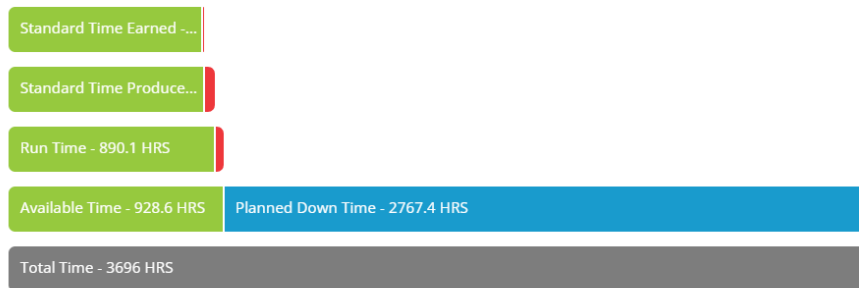 Standard Time Earned -...
Standard Time Produce...
Run Time - 890.1 HRS
Available Time - 928.6 HRS Planned Down Time - 2767.4 HRS
Total Time - 3696 HRS